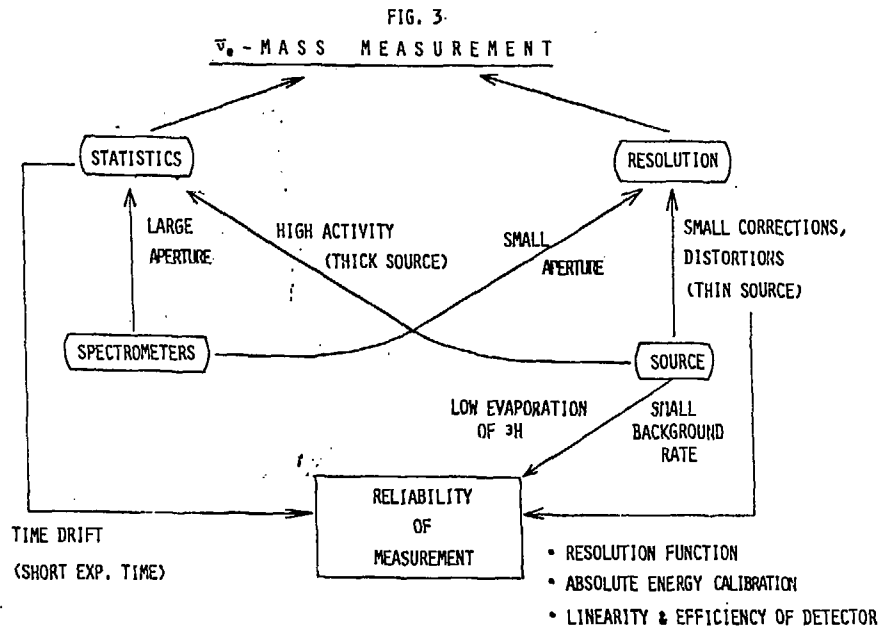 FIG. 3
ν̄e - MASS MEASUREMENT
STATISTICS
RESOLUTION
LARGE
APERTURE
HIGH ACTIVITY
(THICK SOURCE)
SMALL
APERTURE
SMALL CORRECTIONS,
DISTORTIONS
(THIN SOURCE)
SPECTROMETERS
SOURCE
LOW EVAPORATION
OF 3H
SMALL
BACKGROUND
RATE
RELIABILITY
OF
MEASUREMENT
TIME DRIFT
(SHORT EXP. TIME)
• RESOLUTION FUNCTION
• ABSOLUTE ENERGY CALIBRATION
• LINEARITY & EFFICIENCY OF DETECTOR